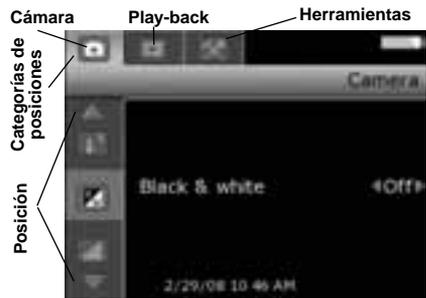 Cámara
Play-back
Herramientas
Categorías de
posiciones
Camera
Posición
Black & white
Off
2/29/08 10:46 AM